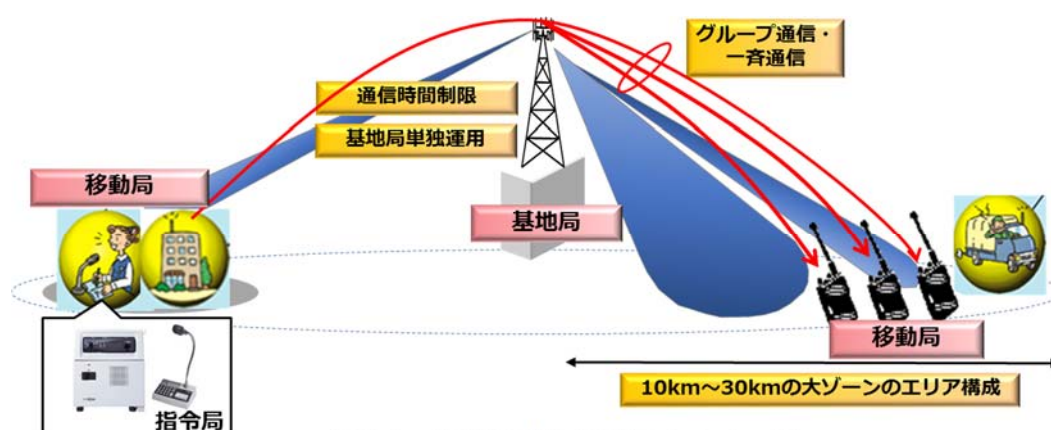 グループ通信・
一斉通信
通信時間制限
基地局単独運用
移動局
基地局
移動局
10km～30kmの大ゾーンのエリア構成
指令局